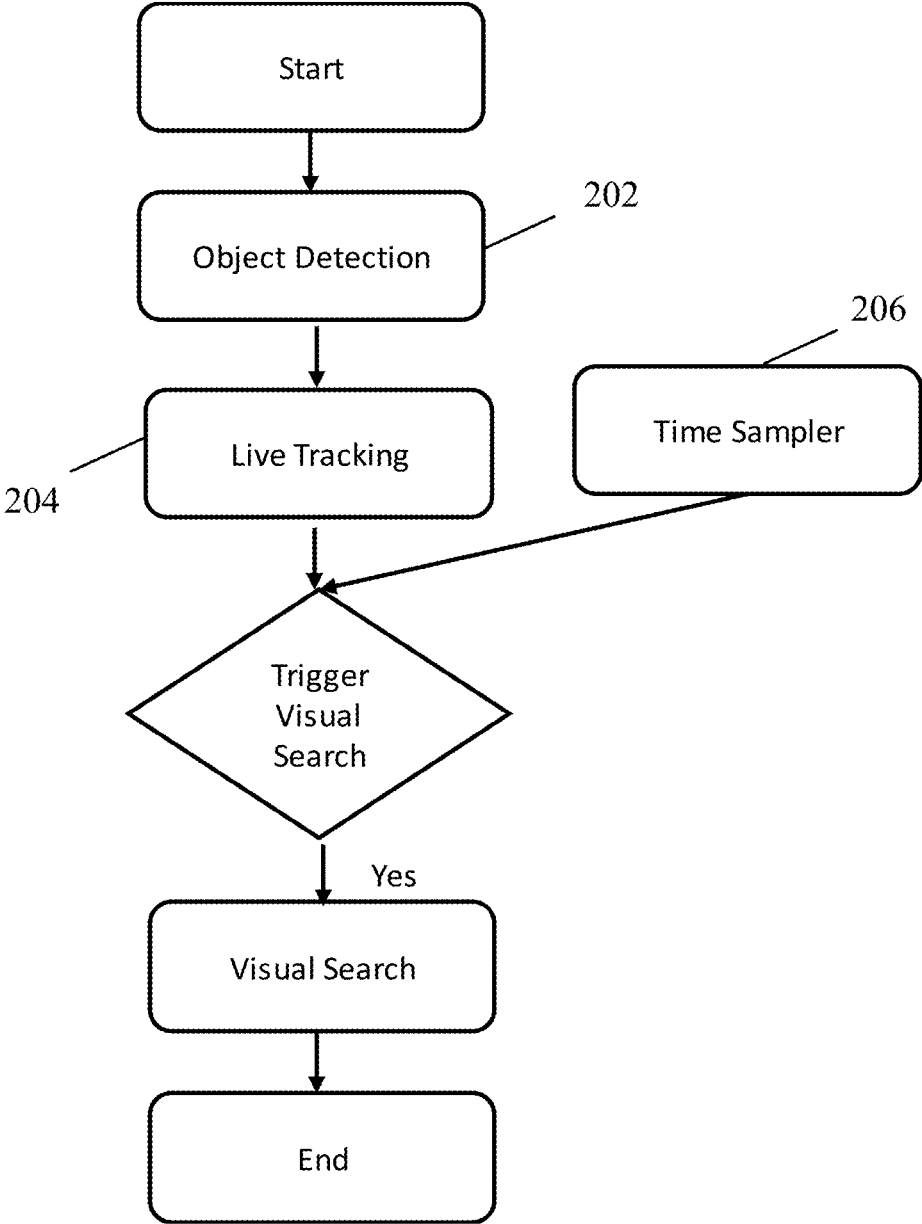 Start
202
Object Detection
206
Time Sampler
Live Tracking
204
Trigger
Visual
Search
Yes
Visual Search
End